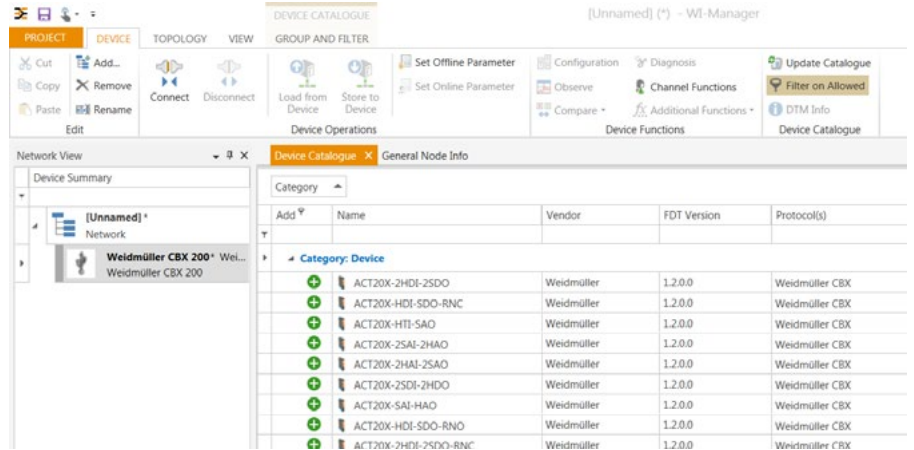 DEVICE CATALOGUE
[Unnamed] (*) - WI-Manager
PROJECT DEVICE TOPOLOGY VIEW GROUP AND FILTER
Cut Add... Set Offline Parameter Configuration Diagnosis Update Catalogue
Copy Remove Connect Disconnect Load from Device Store to Device Set Online Parameter Observe Channel Functions Filter on Allowed
Paste Rename Compare Additional Functions DTM Info
Edit Device Operations Device Functions Device Catalogue
Network View Device Catalogue X General Node Info
Device Summary
Category
Add Name Vendor FDT Version Protocol(s)
[Unnamed] *
Network
Weidmüller CBX 200* Wei...
Weidmüller CBX 200
Category: Device
ACT20X-2HDI-2SDO Weidmüller 1.2.0.0 Weidmüller CBX
ACT20X-HDI-SDO-RNC Weidmüller 1.2.0.0 Weidmüller CBX
ACT20X-HTI-SAO Weidmüller 1.2.0.0 Weidmüller CBX
ACT20X-2SAI-2HAO Weidmüller 1.2.0.0 Weidmüller CBX
ACT20X-2HAI-2SAO Weidmüller 1.2.0.0 Weidmüller CBX
ACT20X-2SDI-2HDO Weidmüller 1.2.0.0 Weidmüller CBX
ACT20X-SAI-HAO Weidmüller 1.2.0.0 Weidmüller CBX
ACT20X-HDI-SDO-RNO Weidmüller 1.2.0.0 Weidmüller CBX
ACT20X-2HDI-2SDO-RNC Weidmüller 1.2.0.0 Weidmüller CBX